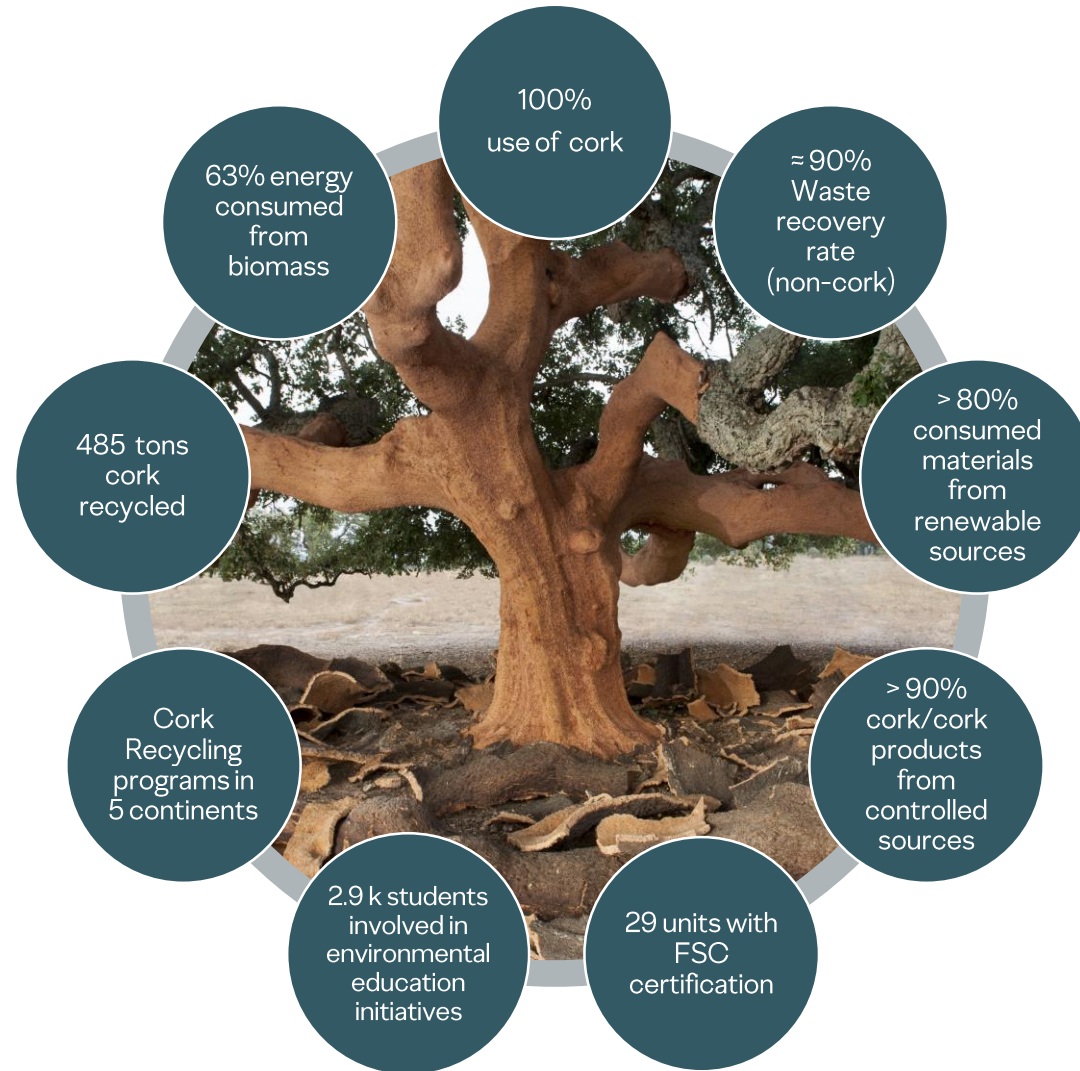 100%
use of cork
≈ 90%
Waste
recovery
rate
(non-cork)
> 80%
consumed
materials
from
renewable
sources
> 90%
cork/cork
products
from
controlled
sources
29 units with
FSC
certification
2.9 k students
involved in
environmental
education
initiatives
Cork
Recycling
programs in
5 continents
485 tons
cork
recycled
63% energy
consumed
from
biomass